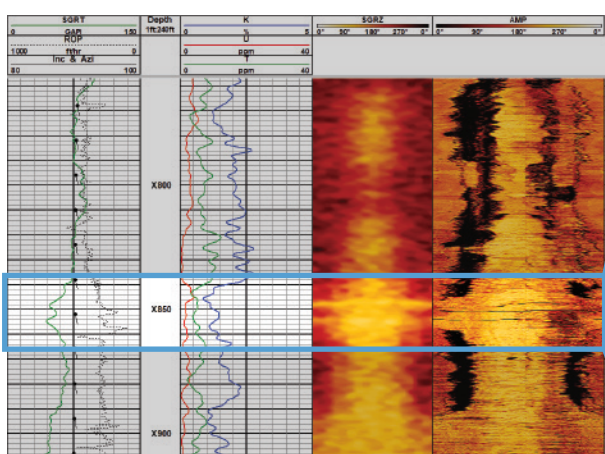 SGRT
0 GAPI 150
ROP
1000 ft/hr 0
Inc & Azi
80 100
Depth
1ft:240ft
K
0 % 5
U
0 ppm 40
T
0 ppm 40
SGRZ
0° 90° 180° 270° 0°
AMP
0° 90° 180° 270° 0°
X800
X850
X900